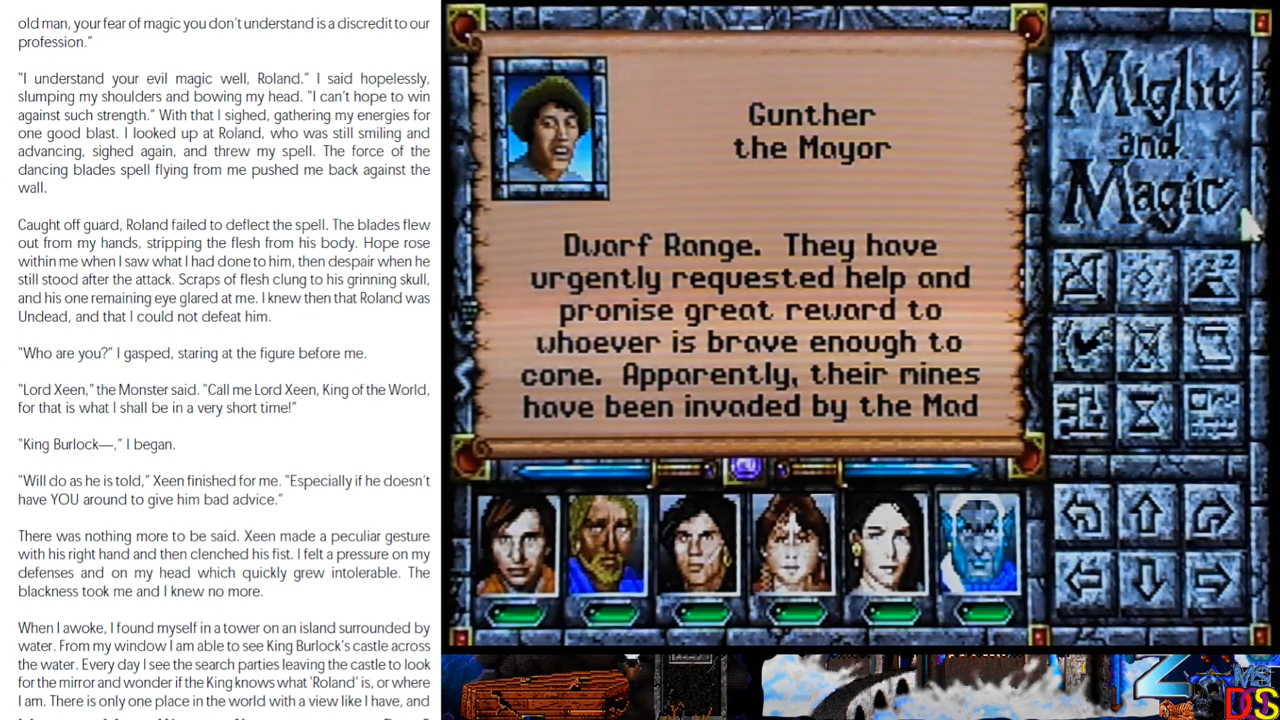 old man, your fear of magic you don't understand is a discredit to our
profession."
"I understand your evil magic well, Roland." I said hopelessly,
slumping my shoulders and bowing my head. "I can't hope to win
against such strength." With that I sighed, gathering my energies for
one good blast. I looked up at Roland, who was still smiling and
advancing, sighed again, and threw my spell. The force of the
dancing blades spell flying from me pushed me back against the
wall.
Caught off guard, Roland failed to deflect the spell. The blades flew
out from my hands, stripping the flesh from his body. Hope rose
within me when I saw what I had done to him, then despair when he
still stood after the attack. Scraps of flesh clung to his grinning skull,
and his one remaining eye glared at me. I knew then that Roland was
Undead, and that I could not defeat him.
"Who are you?" I gasped, staring at the figure before me.
"Lord Xeen," the Monster said. "Call me Lord Xeen, King of the World,
for that is what I shall be in a very short time!"
"King Burlock—," I began.
"Will do as he is told," Xeen finished for me. "Especially if he doesn't
have YOU around to give him bad advice."
There was nothing more to be said. Xeen made a peculiar gesture
with his right hand and then clenched his fist. I felt a pressure on my
defenses and on my head which quickly grew intolerable. The
blackness took me and I knew no more.
When I awoke, I found myself in a tower on an island surrounded by
water. From my window I am able to see King Burlock's castle across
the water. Every day I see the search parties leaving the castle to look
for the mirror and wonder if the King knows what 'Roland' is, or where
I am. There is only one place in the world with a view like I have, and
Gunther
the Mayor
Dwarf Range. They have
urgently requested help and
promise great reward to
whoever is brave enough to
come. Apparently, their mines
have been invaded by the Mad
Might
and
Magic
DS